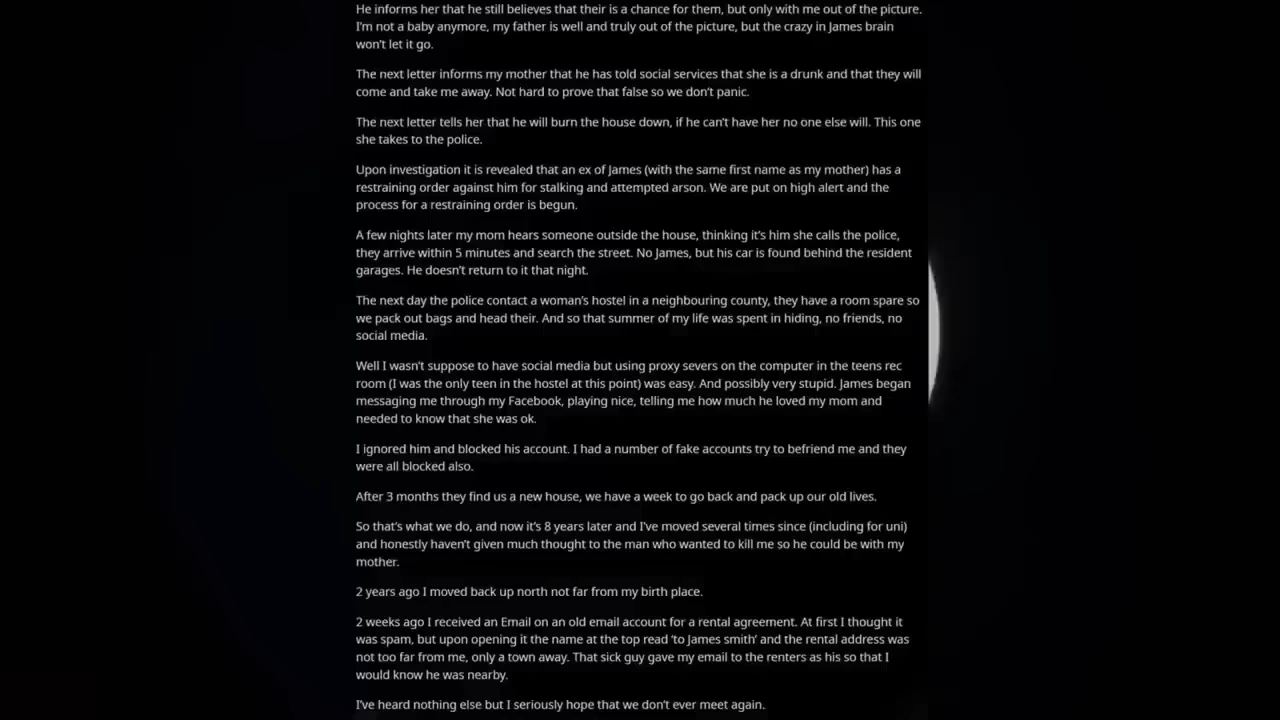 He informs her that he still believes that their is a chance for them, but only with me out of the picture.
I'm not a baby anymore, my father is well and truly out of the picture, but the crazy in James brain
won't let it go.
The next letter informs my mother that he has told social services that she is a drunk and that they will
come and take me away. Not hard to prove that false so we don't panic.
The next letter tells her that he will burn the house down, if he can't have her no one else will. This one
she takes to the police.
Upon investigation it is revealed that an ex of James (with the same first name as my mother) has a
restraining order against him for stalking and attempted arson. We are put on high alert and the
process for a restraining order is begun.
A few nights later my mom hears someone outside the house, thinking it's him she calls the police,
they arrive within 5 minutes and search the street. No James, but his car is found behind the resident
garages. He doesn't return to it that night.
The next day the police contact a woman's hostel in a neighbouring county, they have a room spare so
we pack out bags and head their. And so that summer of my life was spent in hiding, no friends, no
social media.
Well I wasn't suppose to have social media but using proxy severs on the computer in the teens rec
room (I was the only teen in the hostel at this point) was easy. And possibly very stupid. James began
messaging me through my Facebook, playing nice, telling me how much he loved my mom and
needed to know that she was ok.
I ignored him and blocked his account. I had a number of fake accounts try to befriend me and they
were all blocked also.
After 3 months they find us a new house, we have a week to go back and pack up our old lives.
So that's what we do, and now it's 8 years later and I've moved several times since (including for uni)
and honestly haven't given much thought to the man who wanted to kill me so he could be with my
mother.
2 years ago I moved back up north not far from my birth place.
2 weeks ago I received an Email on an old email account for a rental agreement. At first I thought it
was spam, but upon opening it the name at the top read 'to James smith' and the rental address was
not too far from me, only a town away. That sick guy gave my email to the renters as his so that I
would know he was nearby.
I've heard nothing else but I seriously hope that we don't ever meet again.